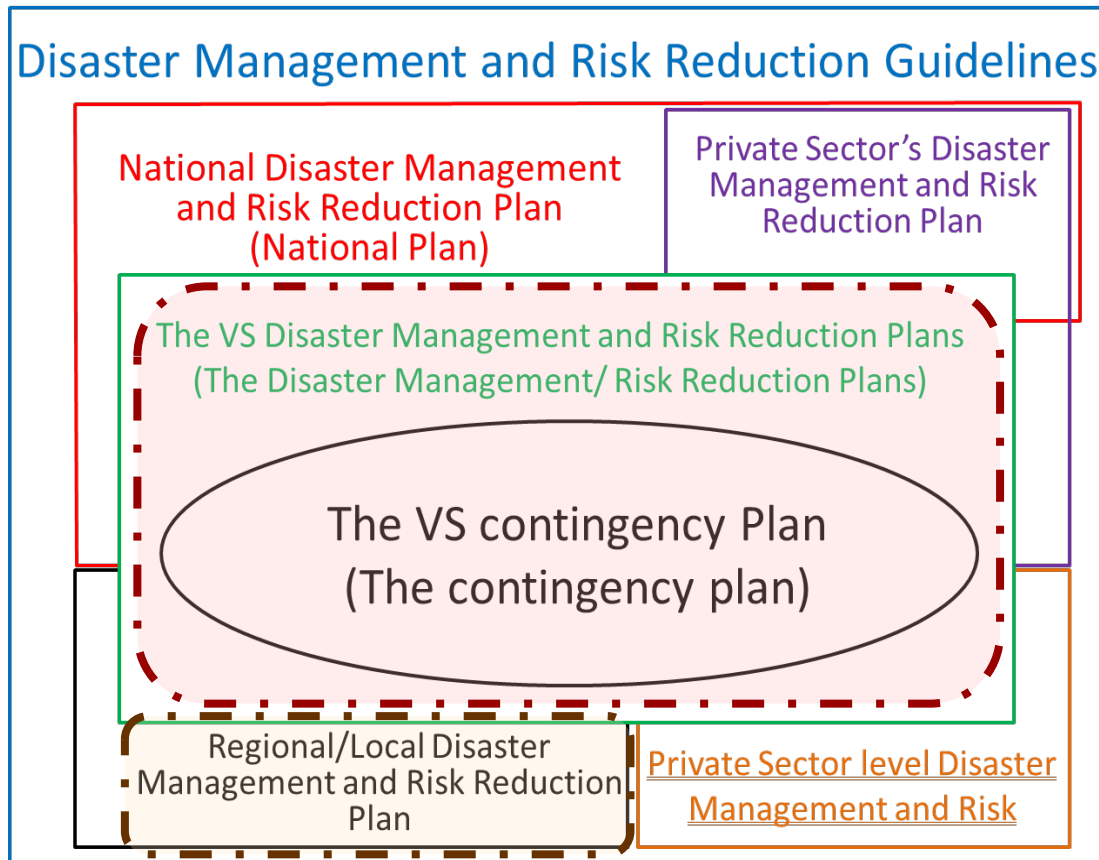 Disaster Management and Risk Reduction Guidelines
National Disaster Management
and Risk Reduction Plan
(National Plan)
Private Sector’s Disaster
Management and Risk
Reduction Plan
The VS Disaster Management and Risk Reduction Plans
(The Disaster Management/ Risk Reduction Plans)
The VS contingency Plan
(The contingency plan)
Regional/Local Disaster
Management and Risk Reduction
Plan
Private Sector level Disaster
Management and Risk